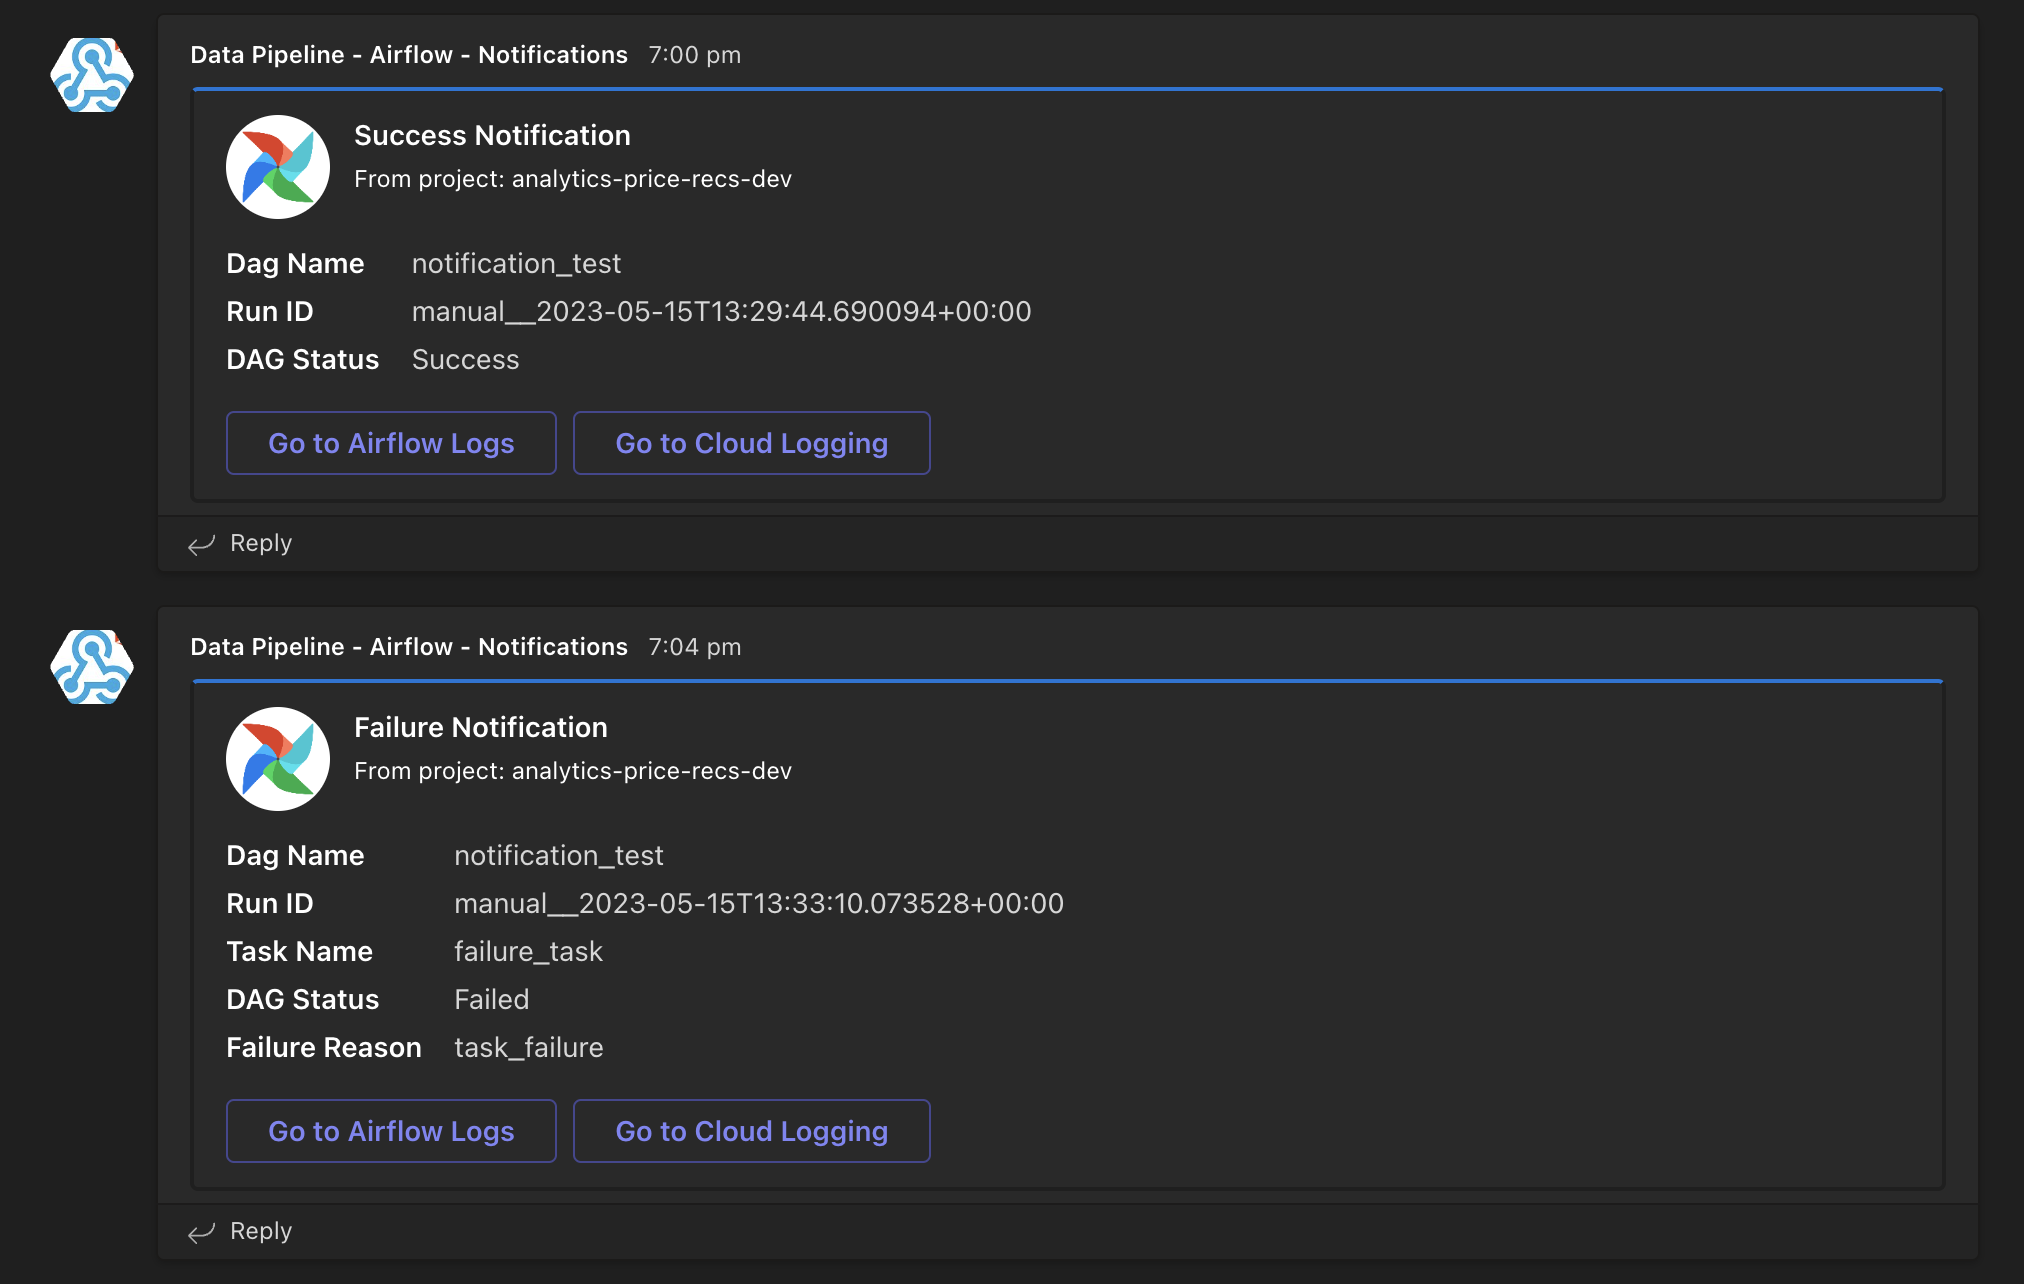 Data Pipeline - Airflow - Notifications 7:00 pm
Success Notification
From project: analytics-price-recs-dev
Dag Name notification_test
Run ID manual__2023-05-15T13:29:44.690094+00:00
DAG Status Success
Go to Airflow Logs Go to Cloud Logging
Reply
Data Pipeline - Airflow - Notifications 7:04 pm
Failure Notification
From project: analytics-price-recs-dev
Dag Name notification_test
Run ID manual__2023-05-15T13:33:10.073528+00:00
Task Name failure_task
DAG Status Failed
Failure Reason task_failure
Go to Airflow Logs Go to Cloud Logging
Reply